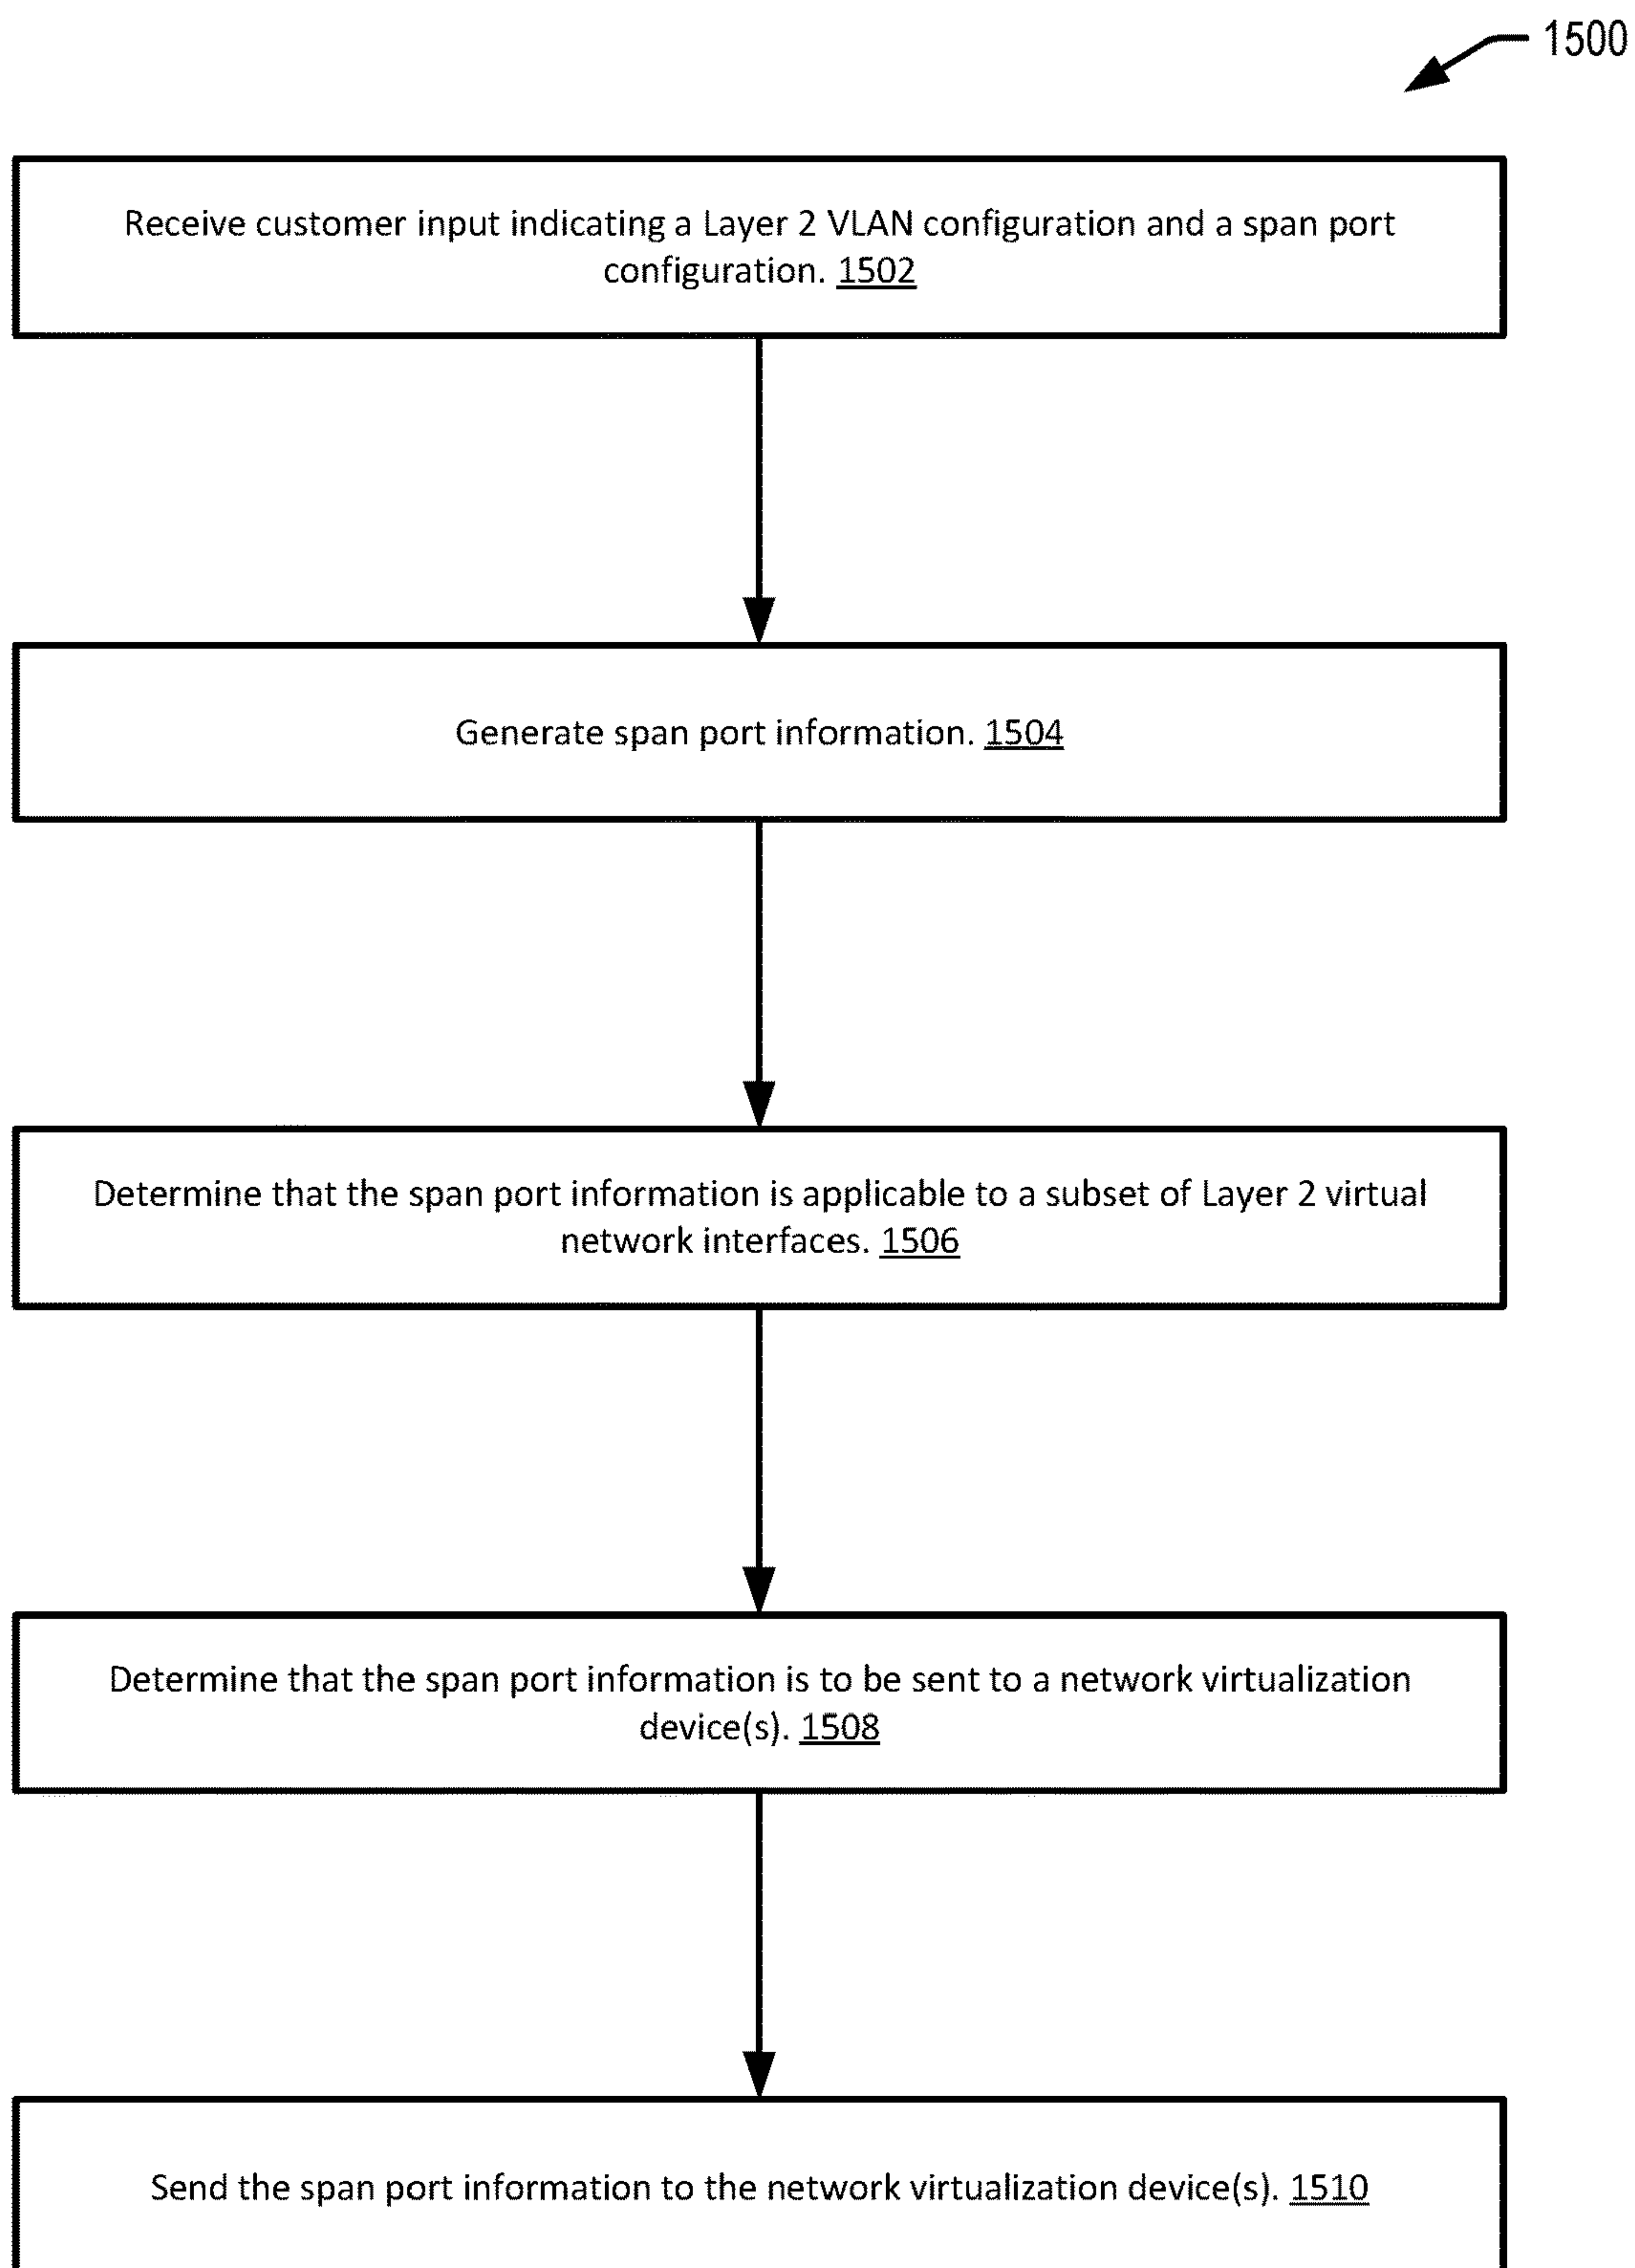 1500
Receive customer input indicating a Layer 2 VLAN configuration and a span port
configuration. 1502
Generate span port information. 1504
Determine that the span port information is applicable to a subset of Layer 2 virtual
network interfaces. 1506
Determine that the span port information is to be sent to a network virtualization
device(s). 1508
Send the span port information to the network virtualization device(s). 1510